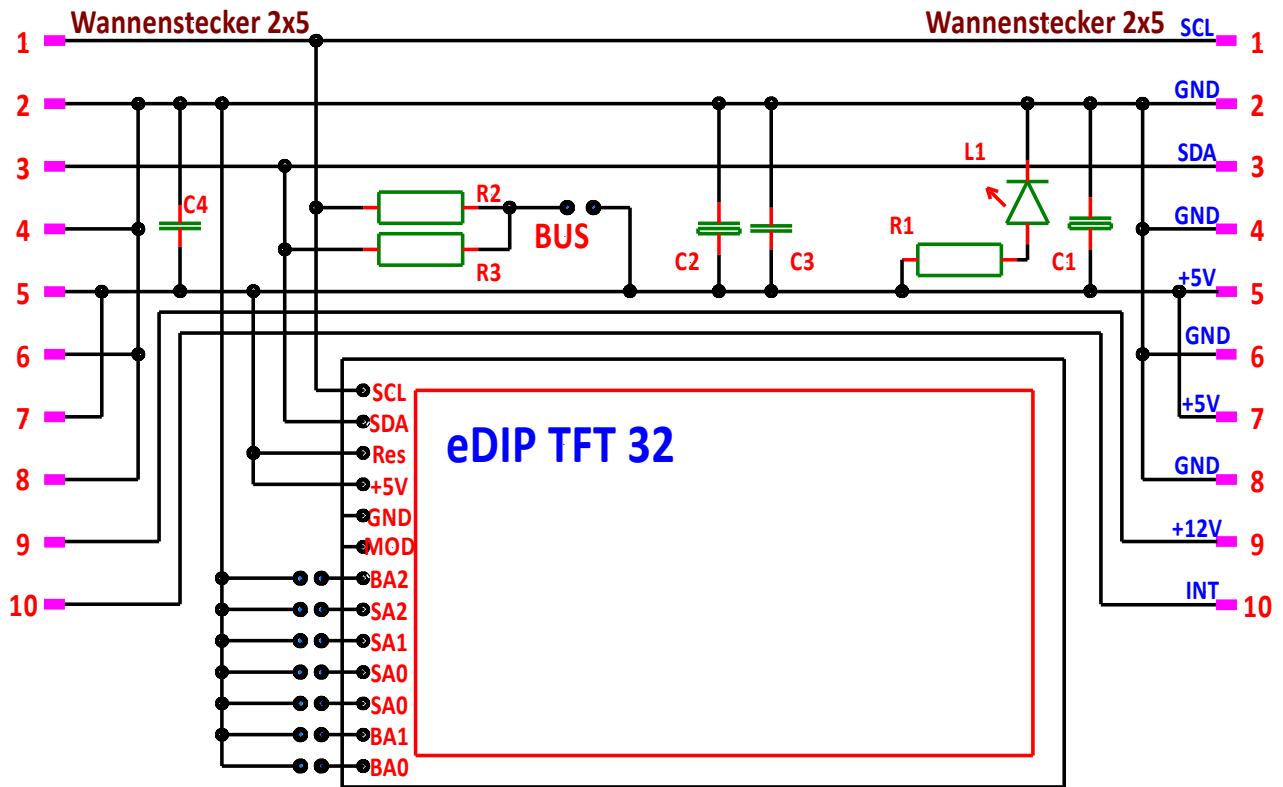 Wannenstecker 2x5
Wannenstecker 2x5
1
SCL
1
2
GND
2
3
L1
SDA
3
C4
R2
4
BUS
R1
GND
4
R3
C2
C3
C1
5
+5V
5
6
GND
6
SCL
7
+5V
7
SDA
eDIP TFT 32
Res
8
GND
8
+5V
GND
9
+12V
9
MOD
BA2
10
INT
10
SA2
SA1
SA0
SA0
BA1
BA0